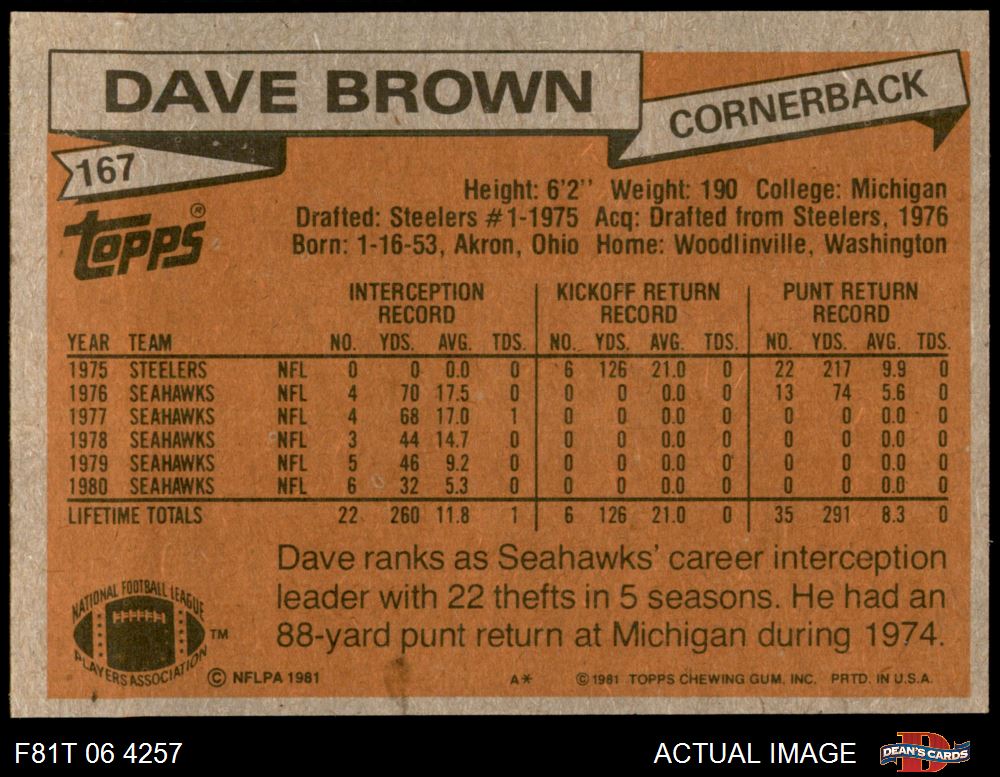 DAVE BROWN
CORNERBACK
167
Topps®
Height: 6'2" Weight: 190 College: Michigan
Drafted: Steelers #1-1975 Acq: Drafted from Steelers, 1976
Born: 1-16-53, Akron, Ohio Home: Woodlinville, Washington
INTERCEPTION RECORD KICKOFF RETURN RECORD PUNT RETURN RECORD
YEAR TEAM NO. YDS. AVG. TDS. NO. YDS. AVG. TDS. NO. YDS. AVG. TDS.
1975 STEELERS NFL 0 0 0.0 0 6 126 21.0 0 22 217 9.9 0
1976 SEAHAWKS NFL 4 70 17.5 0 0 0 0.0 0 13 74 5.6 0
1977 SEAHAWKS NFL 4 68 17.0 1 0 0 0.0 0 0 0 0.0 0
1978 SEAHAWKS NFL 3 44 14.7 0 0 0 0.0 0 0 0 0.0 0
1979 SEAHAWKS NFL 5 46 9.2 0 0 0 0.0 0 0 0 0.0 0
1980 SEAHAWKS NFL 6 32 5.3 0 0 0 0.0 0 0 0 0.0 0
LIFETIME TOTALS 22 260 11.8 1 6 126 21.0 0 35 291 8.3 0
Dave ranks as Seahawks' career interception
leader with 22 thefts in 5 seasons. He had an
88-yard punt return at Michigan during 1974.
NATIONAL FOOTBALL LEAGUE
PLAYERS ASSOCIATION
TM
© NFLPA 1981 A* © 1981 TOPPS CHEWING GUM, INC. PRTD. IN U.S.A.
F81T 06 4257 ACTUAL IMAGE
D
DEAN'S CARDS